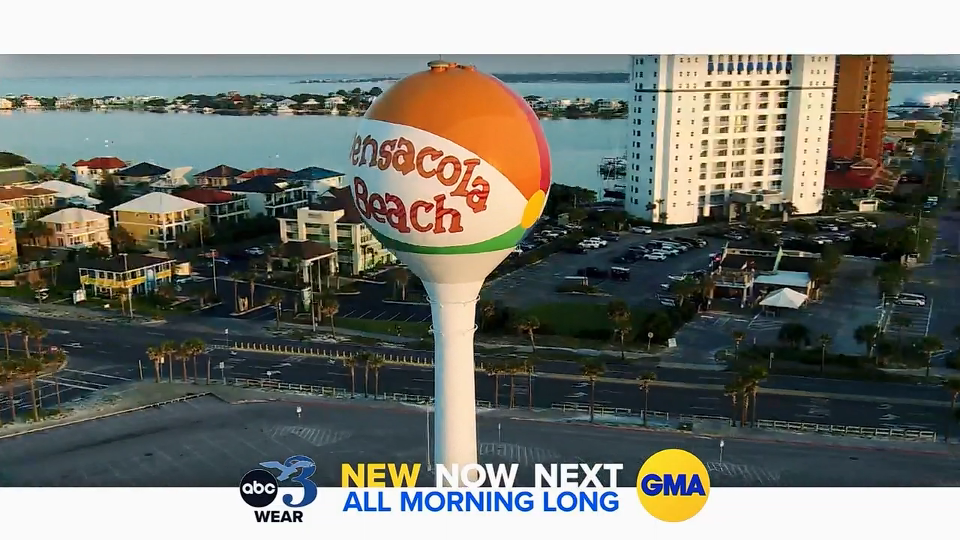 ensacola
Beach
abc 3
WEAR
NEW NOW NEXT
ALL MORNING LONG
GMA